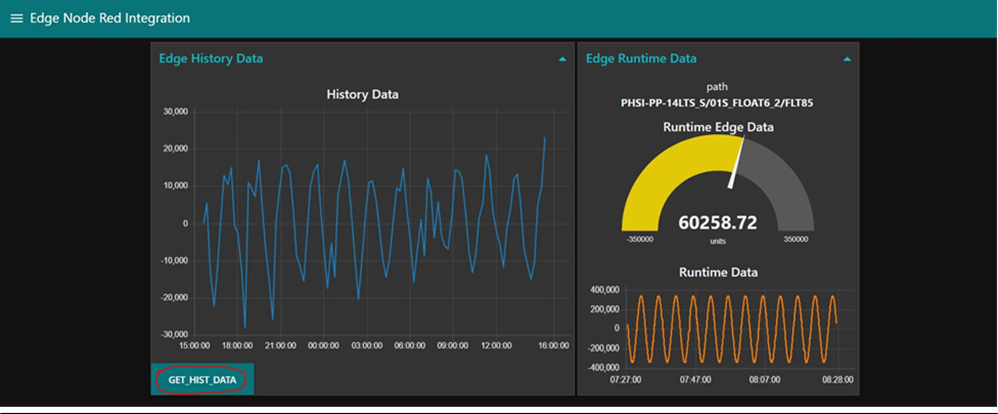 Edge Node Red Integration
Edge History Data
History Data
30,000
20,000
10,000
0
-10,000
-20,000
-30,000
15:00:00 18:00:00 21:00:00 00:00:00 03:00:00 06:00:00 09:00:00 12:00:00 16:00:00
GET_HIST_DATA
Edge Runtime Data
path
PHSI-PP-14LTS_S/01S_FLOAT6_2/FLT85
Runtime Edge Data
60258.72
-350000 units 350000
Runtime Data
400,000
200,000
0
-200,000
-400,000
07:27:00 07:47:00 08:07:00 08:28:00